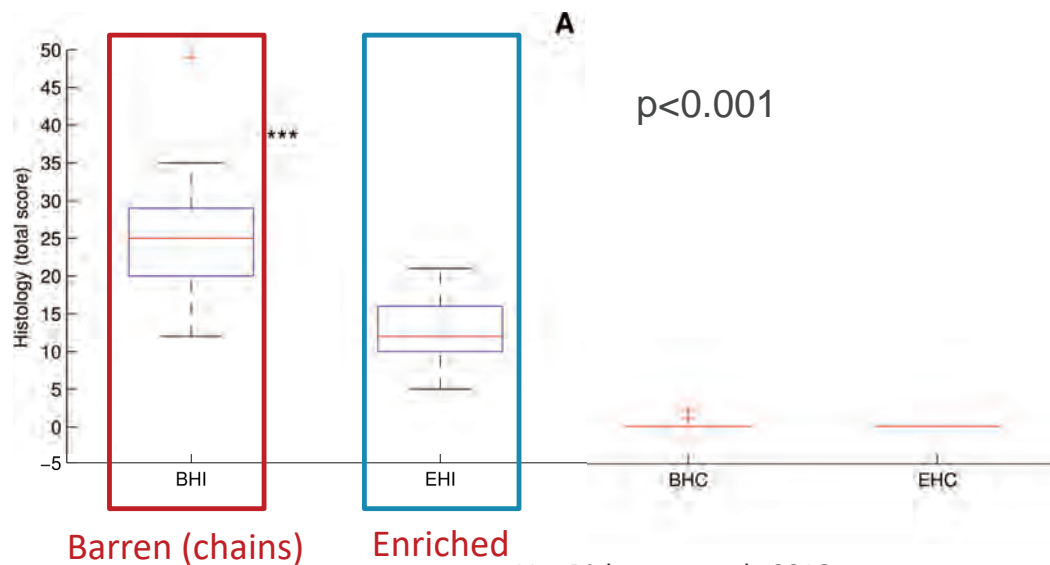 A
p<0.001
Histology (total score)
50
45
40
35
30
25
20
15
10
5
0
−5
***
BHI
EHI
BHC
EHC
Barren (chains)
Enriched